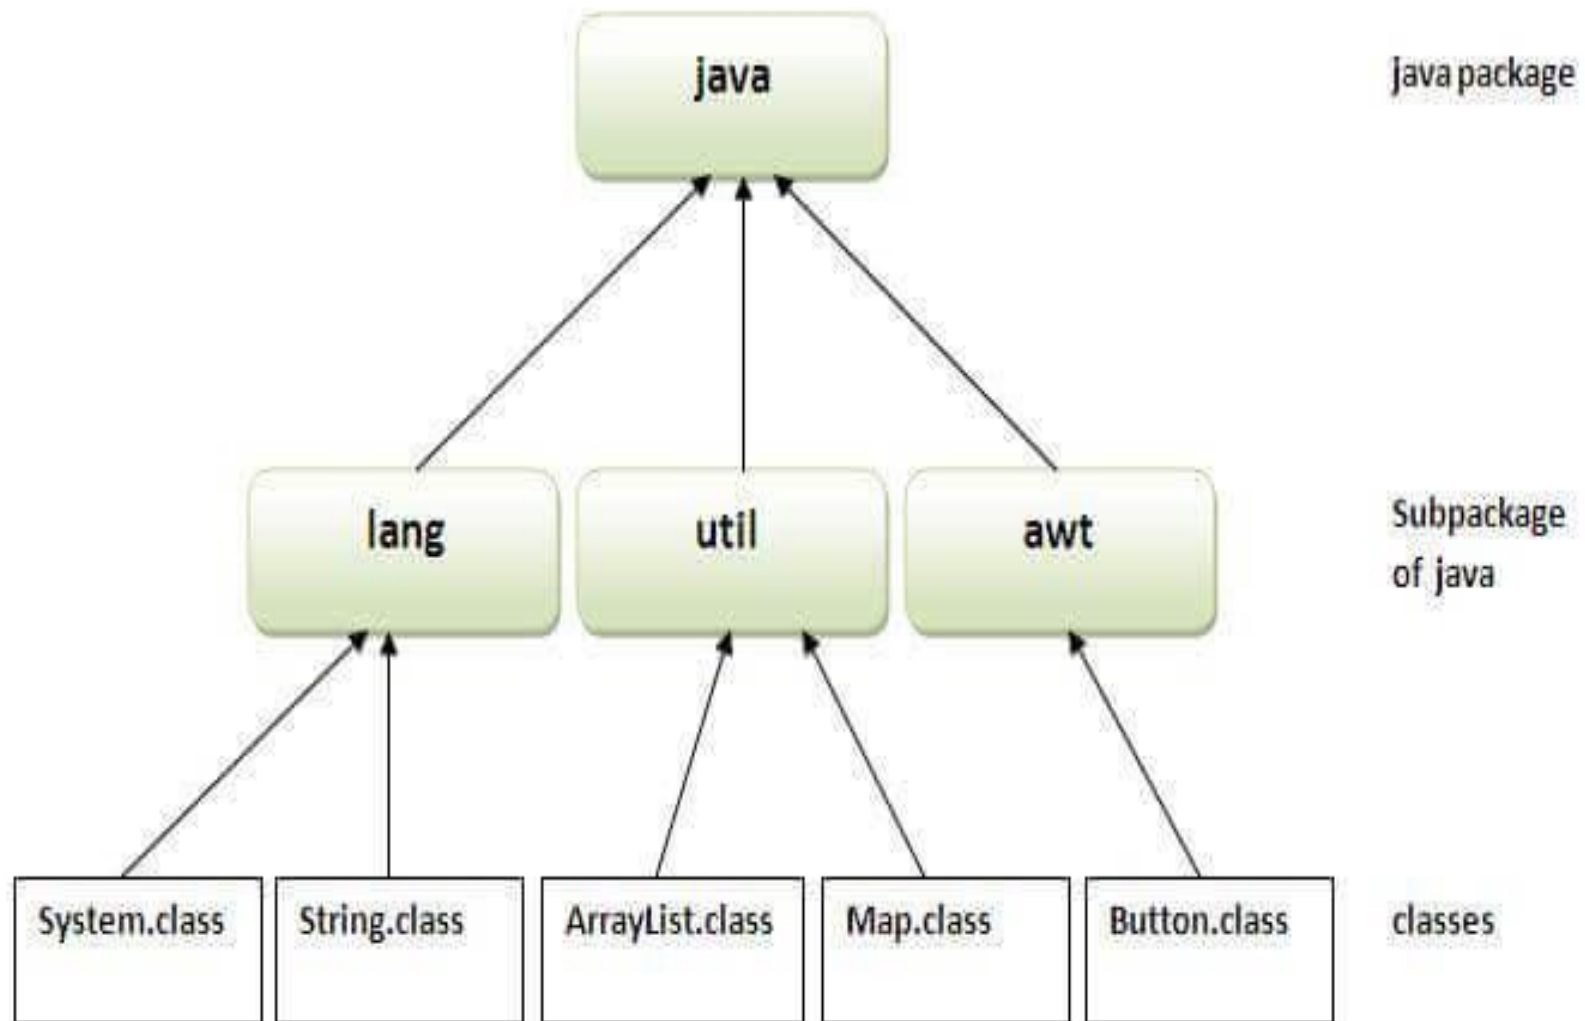 java
java package
lang
util
awt
Subpackage
of java
System.class
String.class
ArrayList.class
Map.class
Button.class
classes